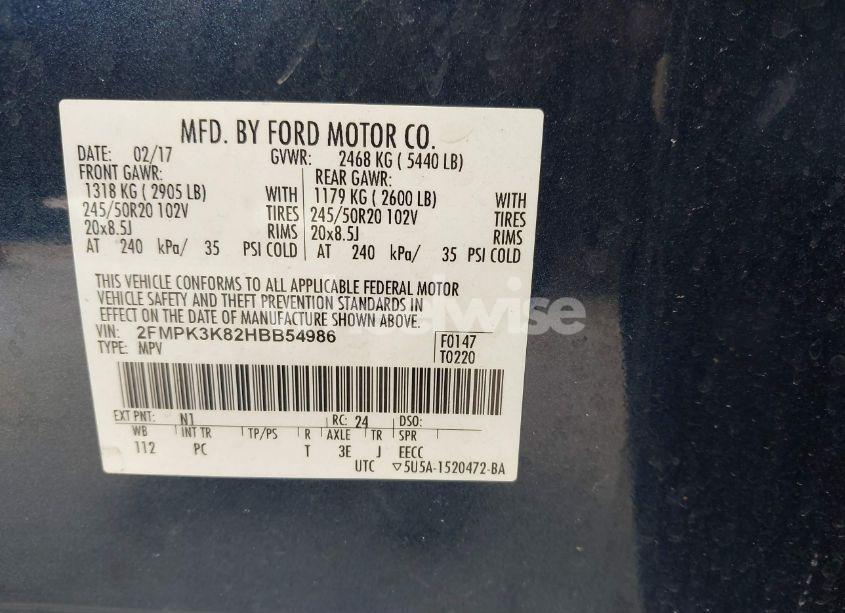 MFD. BY FORD MOTOR CO.
DATE: 02/17 GVWR: 2468 KG ( 5440 LB)
FRONT GAWR: REAR GAWR:
1318 KG ( 2905 LB) WITH 1179 KG ( 2600 LB) WITH
245/50R20 102V TIRES 245/50R20 102V TIRES
20x8.5J RIMS 20x8.5J RIMS
AT 240 kPa/ 35 PSI COLD AT 240 kPa/ 35 PSI COLD
THIS VEHICLE CONFORMS TO ALL APPLICABLE FEDERAL MOTOR
VEHICLE SAFETY AND THEFT PREVENTION STANDARDS IN
EFFECT ON THE DATE OF MANUFACTURE SHOWN ABOVE.
VIN: 2FMPK3K82HBB54986
TYPE: MPV
F0147
T0220
EXT PNT: N1 RC: 24 DSO:
WB INT TR TP/PS R AXLE TR SPR
112 PC T 3E J EECC
UTC ▽5U5A-1520472-BA